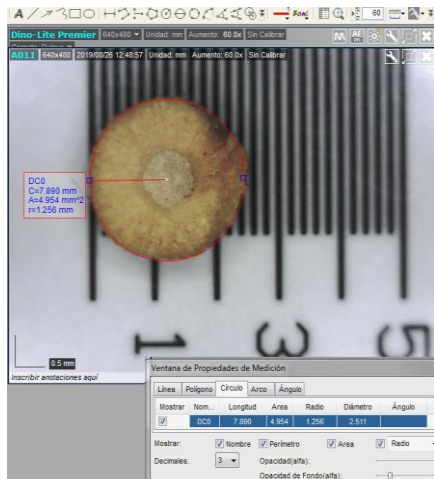 A Font 60
Dino-Lite Premier 640x480 Unidad: mm Aumento: 60.0x Sin Calibrar M AE
A011 640x480 2019/08/26 12:48:57 Unidad: mm Aumento: 60.0x Sin Calibrar
DC0
C=7.890 mm
A=4.954 mm^2
r=1.256 mm
1 3 5
0.5 mm
Inscribir anotaciones aquí
Ventana de Propiedades de Medición
Línea Polígono Círculo Arco Ángulo
Mostrar Nom... Longitud Area Radio Diámetro Ángulo
DC0 7.890 4.954 1.256 2.511
Mostrar: Nombre Perímetro Area Radio
Decimales: 3 Opacidad(alfa):
Opacidad de Fondo(alfa):